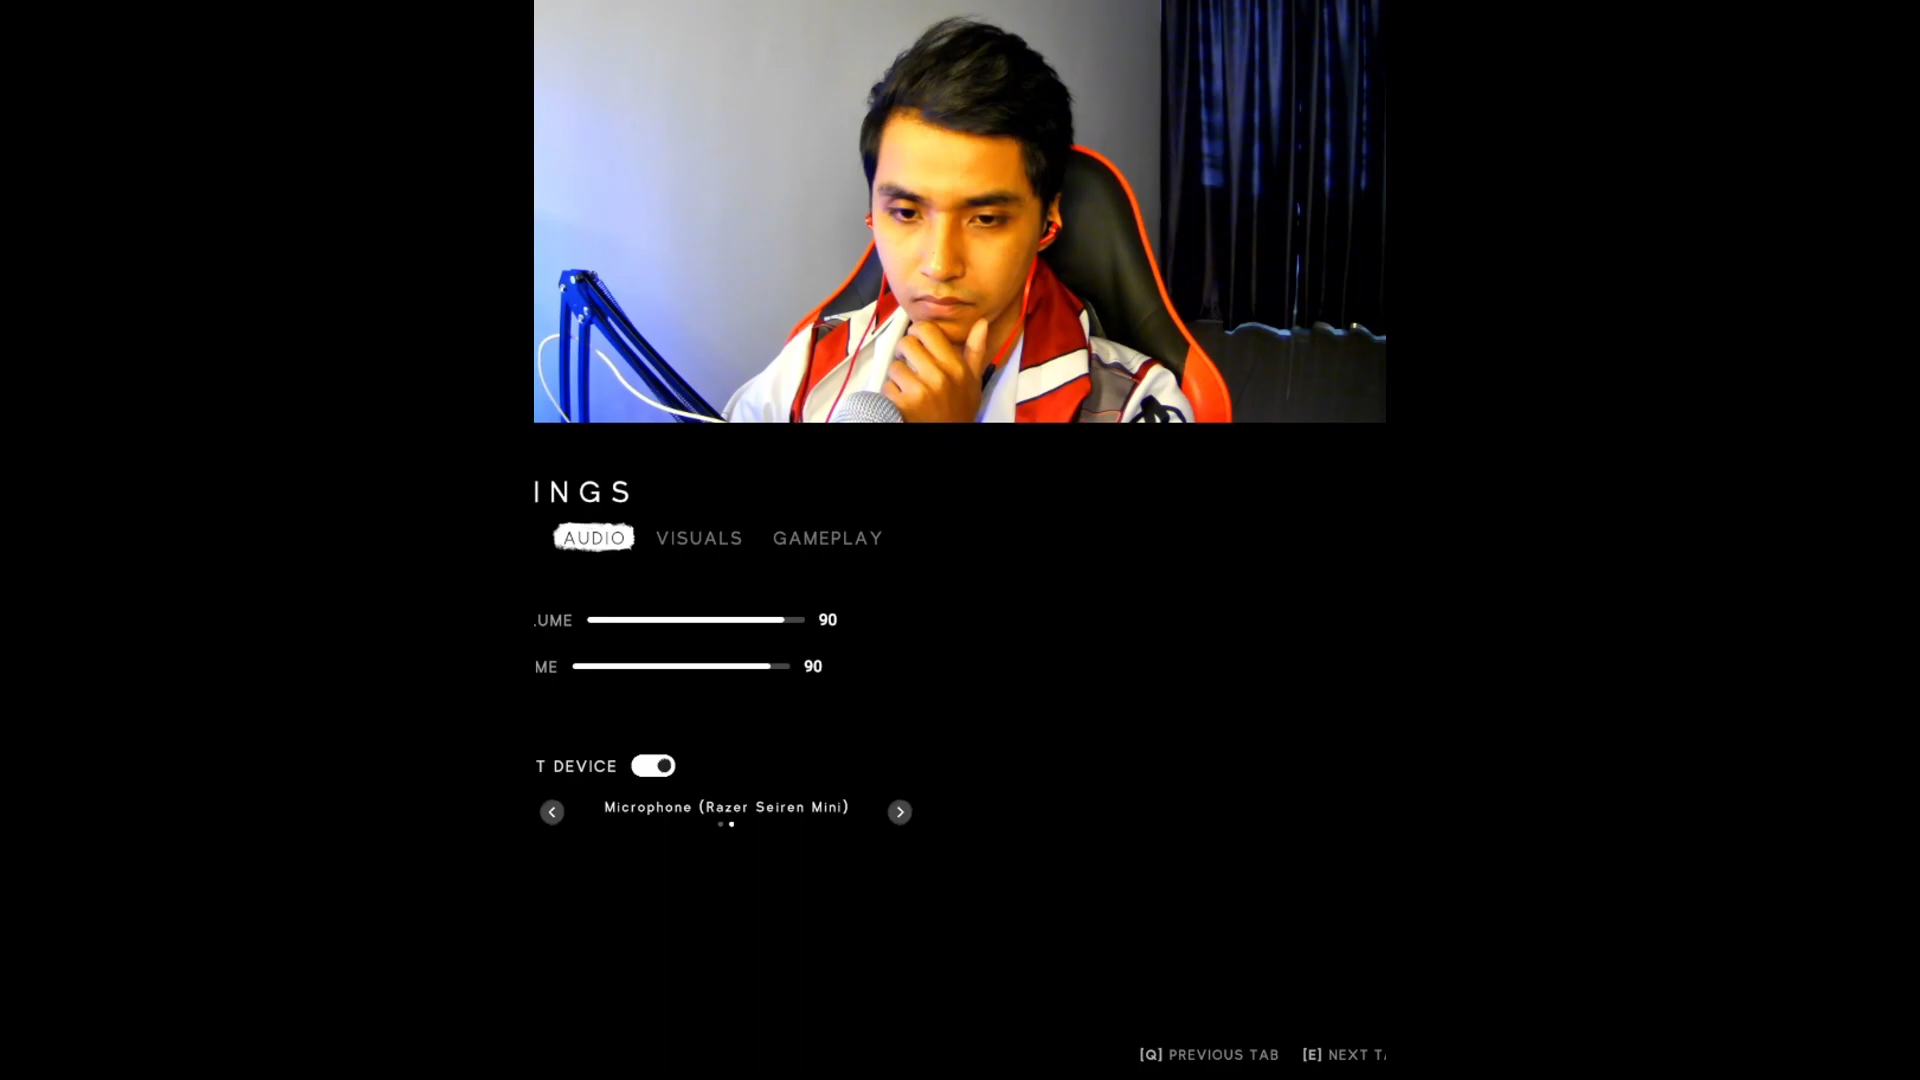 INGS
AUDIO VISUALS GAMEPLAY
UME 90
ME 90
T DEVICE
Microphone (Razer Seiren Mini)
[Q] PREVIOUS TAB [E] NEXT T